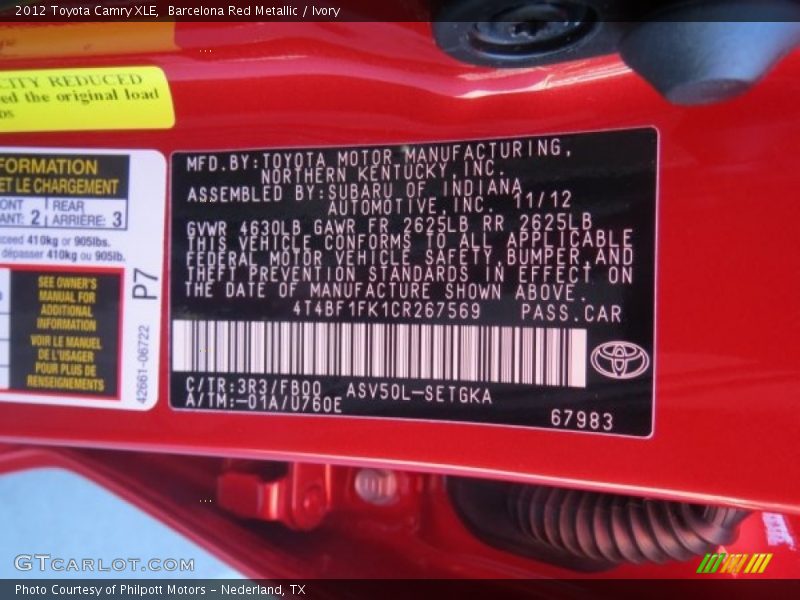 2012 Toyota Camry XLE, Barcelona Red Metallic / Ivory
CITY REDUCED
the original load
FORMATION
ET LE CHARGEMENT
2
REAR
ARRIÈRE: 3
410kg or 905lbs.
dépasser 410kg ou 905lb.
SEE OWNER'S
MANUAL FOR
ADDITIONAL
INFORMATION
VOIR LE MANUEL
DE L'USAGER
POUR PLUS DE
RENSEIGNEMENTS
P7
42661-06722
MFD.BY:TOYOTA MOTOR MANUFACTURING,
NORTHERN KENTUCKY,INC.
ASSEMBLED BY:SUBARU OF INDIANA
AUTOMOTIVE,INC. 11/12
GVWR 4630LB GAWR FR 2625LB RR 2625LB
THIS VEHICLE CONFORMS TO ALL APPLICABLE
FEDERAL MOTOR VEHICLE SAFETY,BUMPER,AND
THEFT PREVENTION STANDARDS IN EFFECT ON
THE DATE OF MANUFACTURE SHOWN ABOVE.
4T4BF1FK1CR267569 PASS.CAR
C/TR:3R3/FB00 ASV50L-SETGKA
A/TM:-01A/U760E
67983
GTCARLOT.COM
Photo Courtesy of Philpott Motors - Nederland, TX